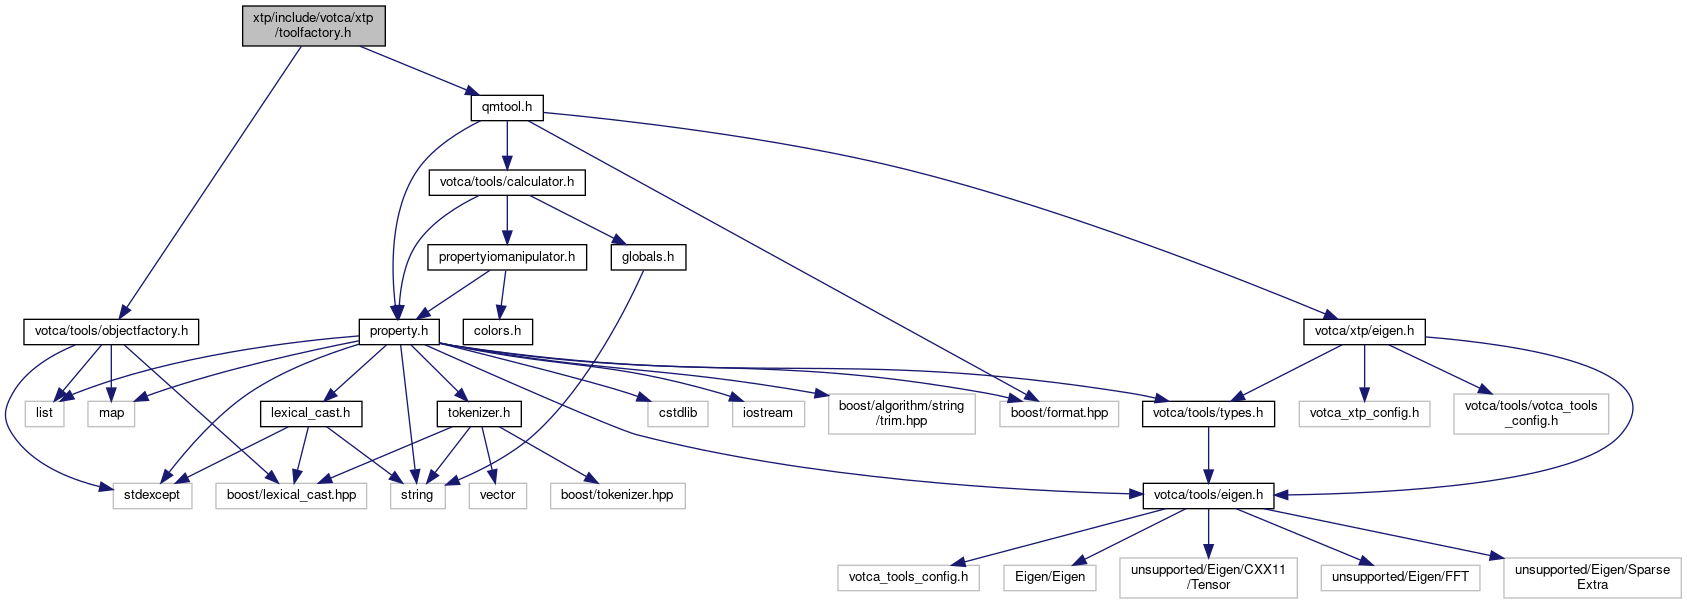 xtp/include/votca/xtp
/toolfactory.h
qmtool.h
votca/tools/calculator.h
propertyiomanipulator.h
globals.h
votca/tools/objectfactory.h
property.h
colors.h
votca/xtp/eigen.h
list
map
lexical_cast.h
tokenizer.h
cstdlib
iostream
boost/algorithm/string
/trim.hpp
boost/format.hpp
votca/tools/types.h
votca_xtp_config.h
votca/tools/votca_tools
_config.h
stdexcept
boost/lexical_cast.hpp
string
vector
boost/tokenizer.hpp
votca/tools/eigen.h
votca_tools_config.h
Eigen/Eigen
unsupported/Eigen/CXX11
/Tensor
unsupported/Eigen/FFT
unsupported/Eigen/Sparse
Extra